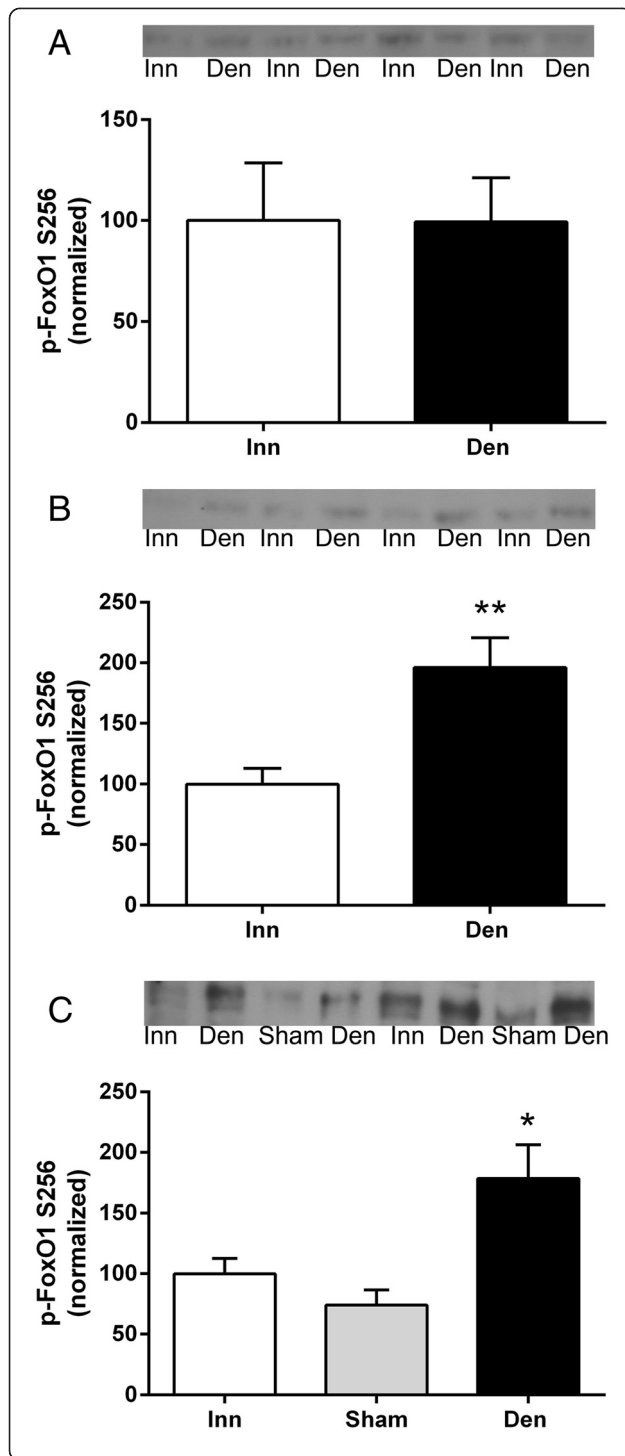 A
Inn Den Inn Den Inn Den Inn Den
150
100
50
0
p-FoxO1 S256
(normalized)
Inn Den
B
Inn Den Inn Den Inn Den Inn Den
250
200
150
100
50
0
p-FoxO1 S256
(normalized)
**
Inn Den
C
Inn Den Sham Den Inn Den Sham Den
250
200
150
100
50
0
p-FoxO1 S256
(normalized)
*
Inn Sham Den